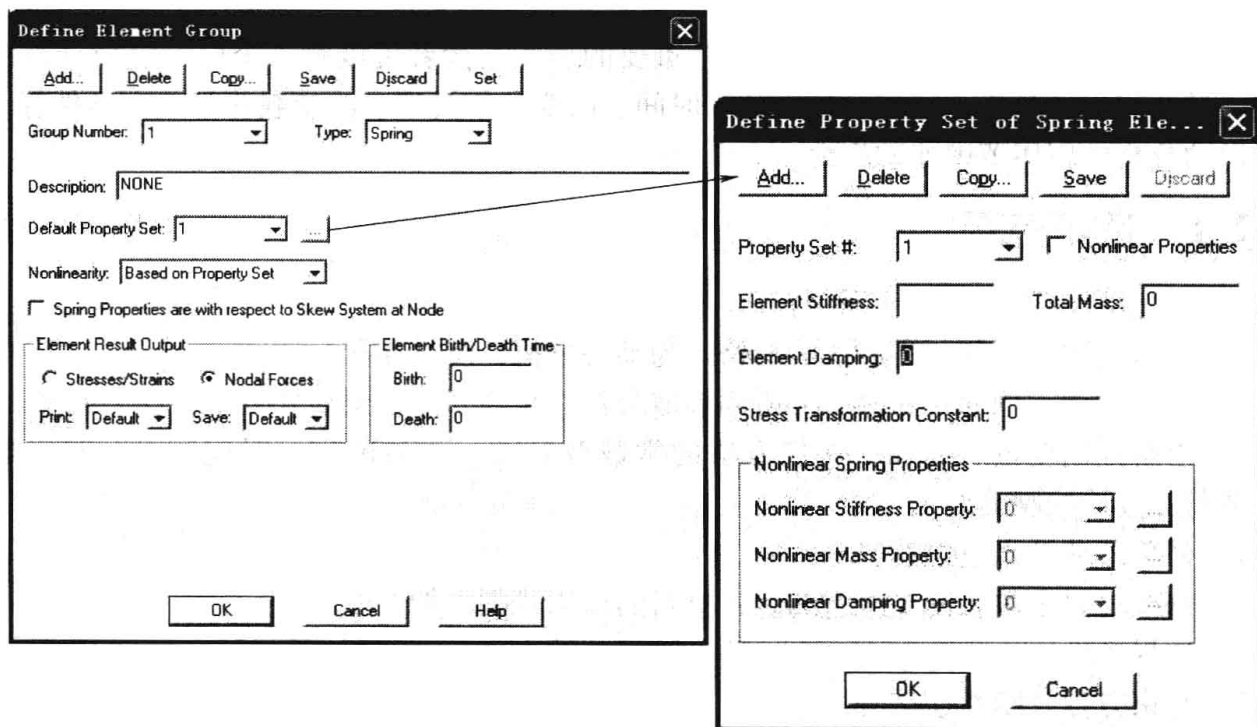 Define Element Group
Add... Delete Copy... Save Discard Set
Group Number: 1 Type: Spring
Description: NONE
Default Property Set: 1 ...
Nonlinearity: Based on Property Set
Spring Properties are with respect to Skew System at Node
Element Result Output
Stresses/Strains Nodal Forces
Print: Default Save: Default
Element Birth/Death Time
Birth: 0
Death: 0
OK Cancel Help
Define Property Set of Spring Ele...
Add... Delete Copy... Save Discard
Property Set #: 1 Nonlinear Properties
Element Stiffness: Total Mass: 0
Element Damping: 0
Stress Transformation Constant: 0
Nonlinear Spring Properties
Nonlinear Stiffness Property: 0 ...
Nonlinear Mass Property: 0 ...
Nonlinear Damping Property: 0 ...
OK Cancel